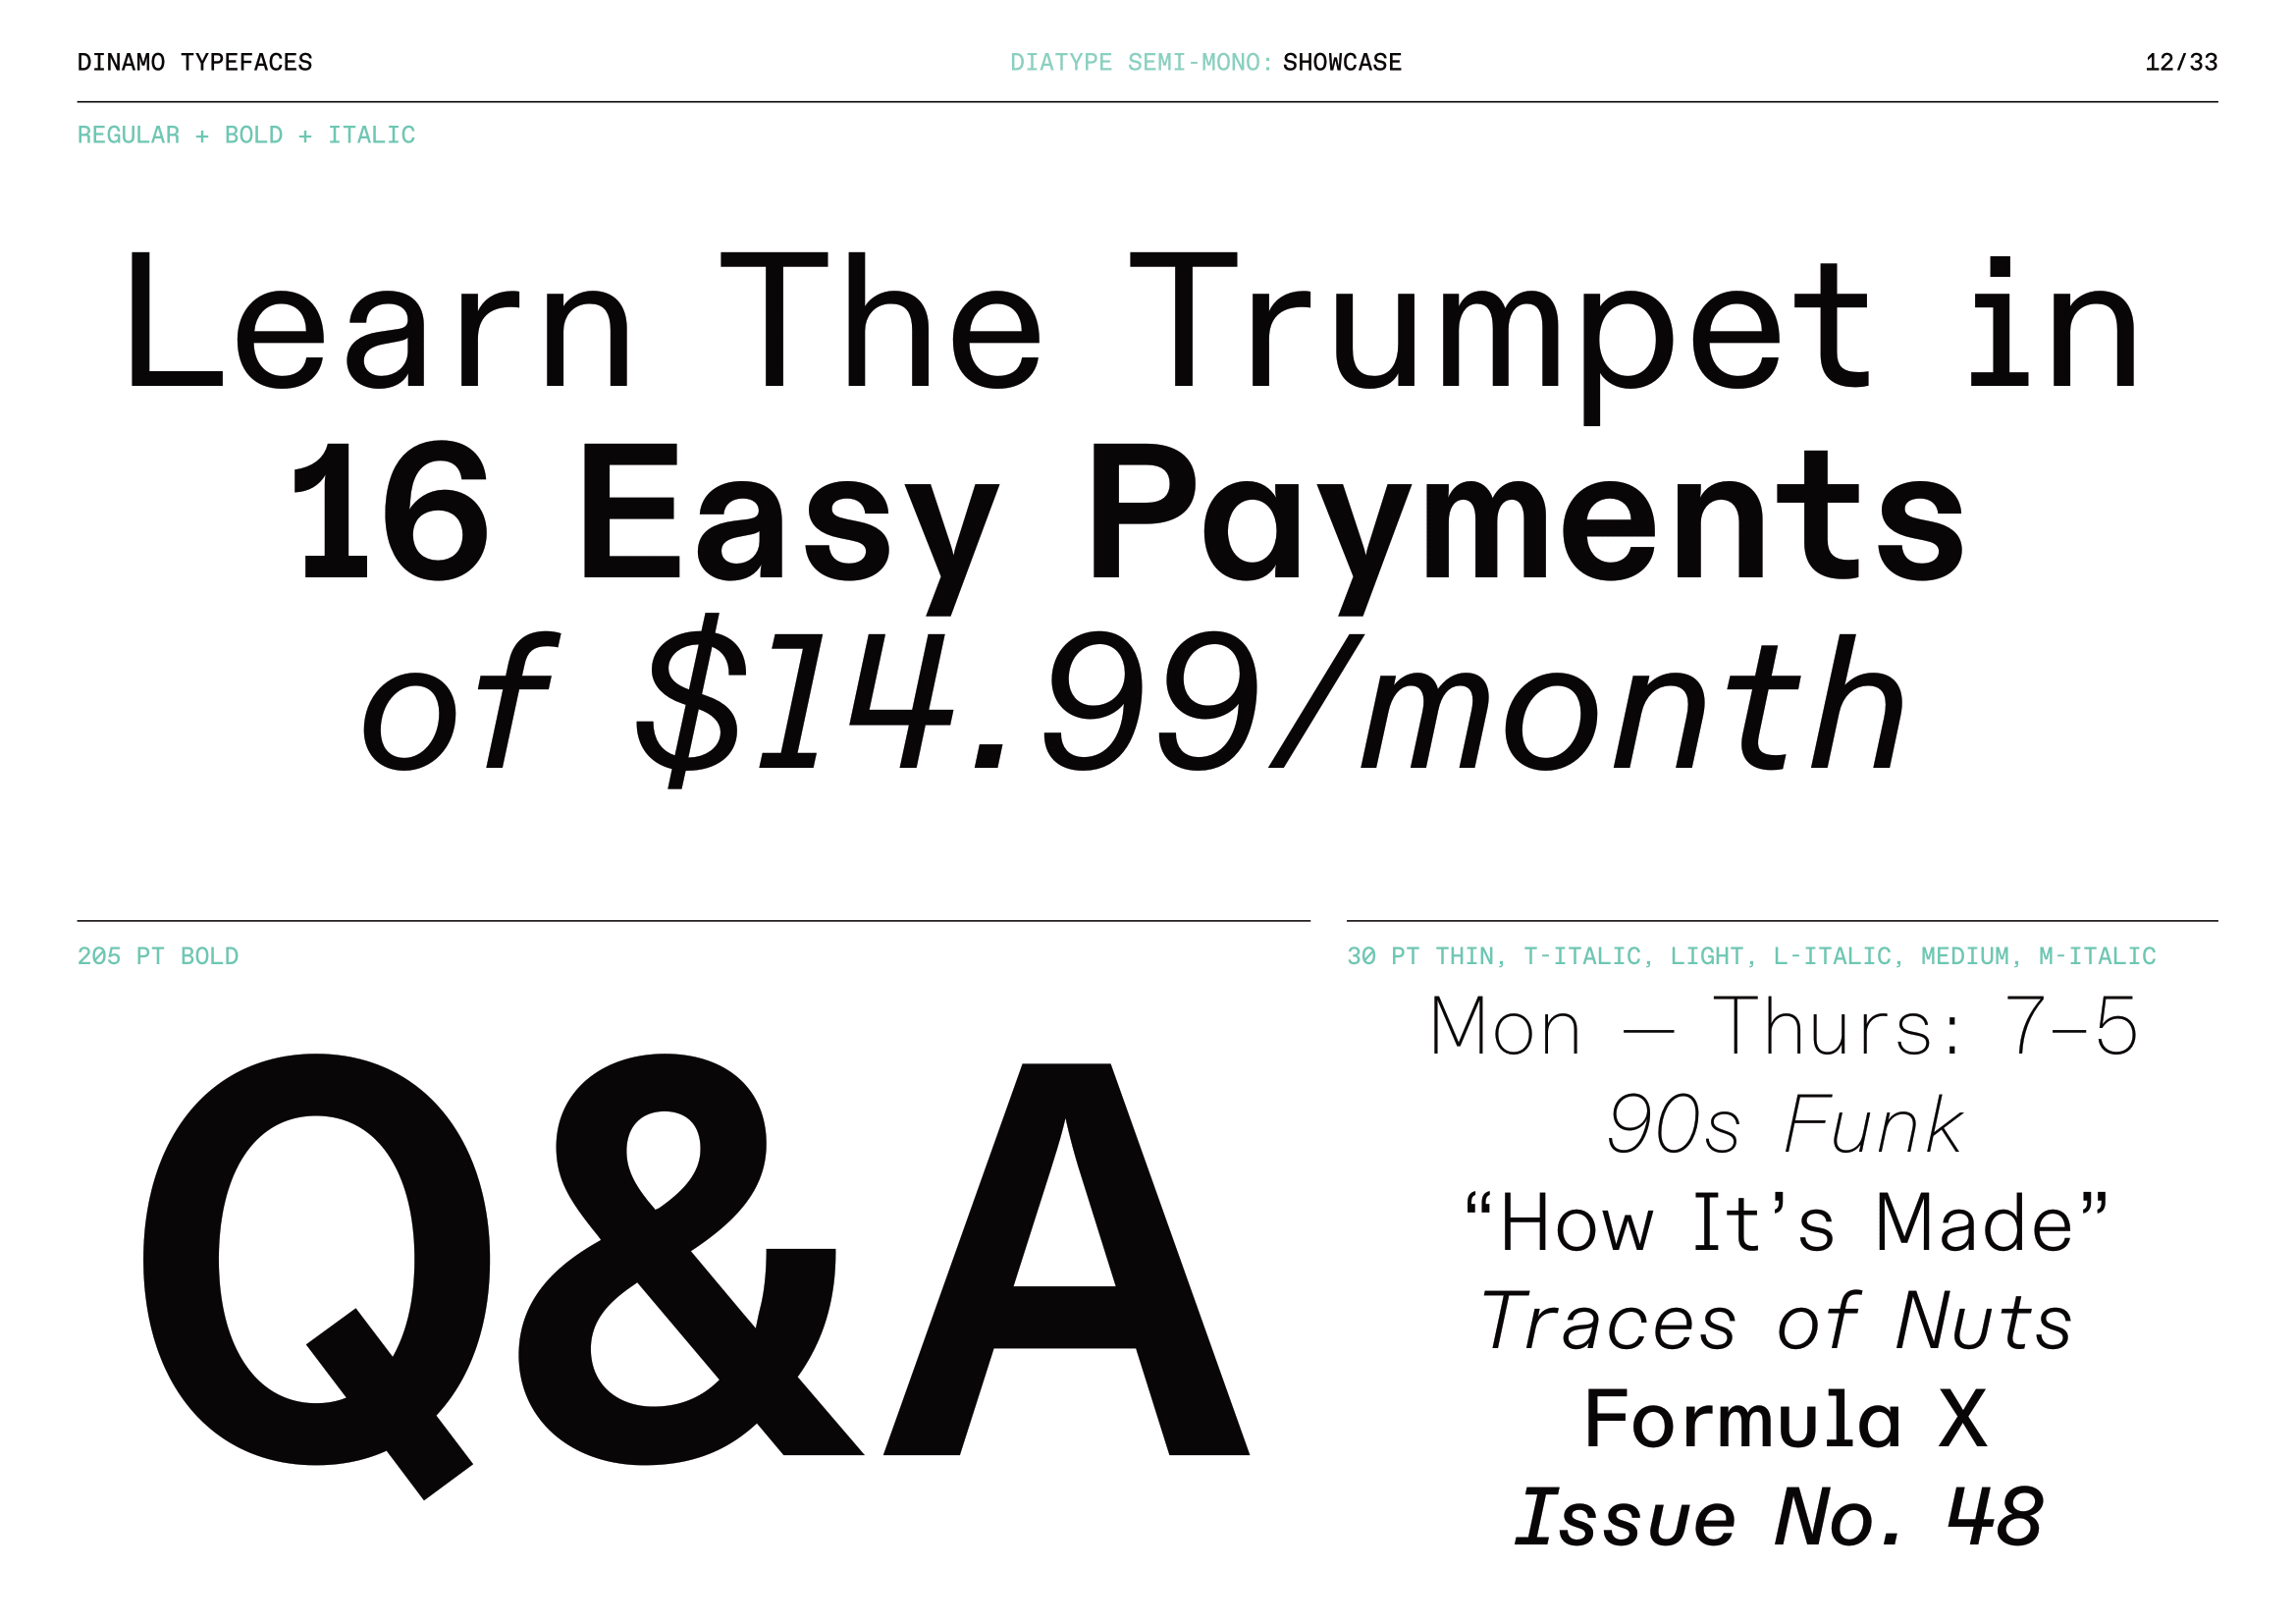 DINAMO TYPEFACES
DIATYPE SEMI-MONO: SHOWCASE
12/33
REGULAR + BOLD + ITALIC
Learn The Trumpet in
16 Easy Payments
of $14.99/month
205 PT BOLD
Q&A
30 PT THIN, T-ITALIC, LIGHT, L-ITALIC, MEDIUM, M-ITALIC
Mon — Thurs: 7–5
90s Funk
“How It’s Made”
Traces of Nuts
Formula X
Issue No. 48